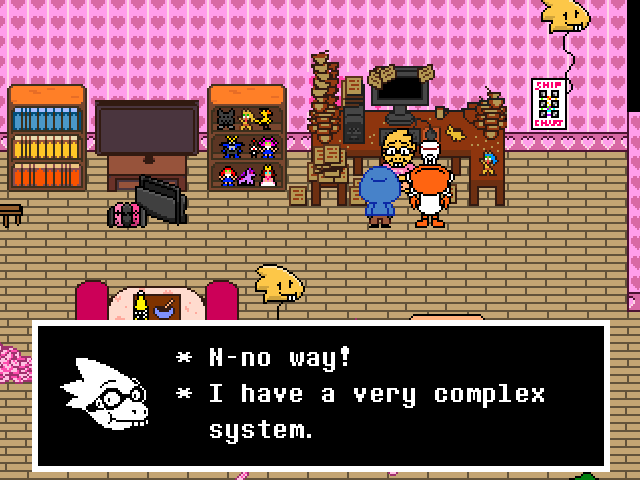 SHIP
CHART
* N-no way!
* I have a very complex
system.